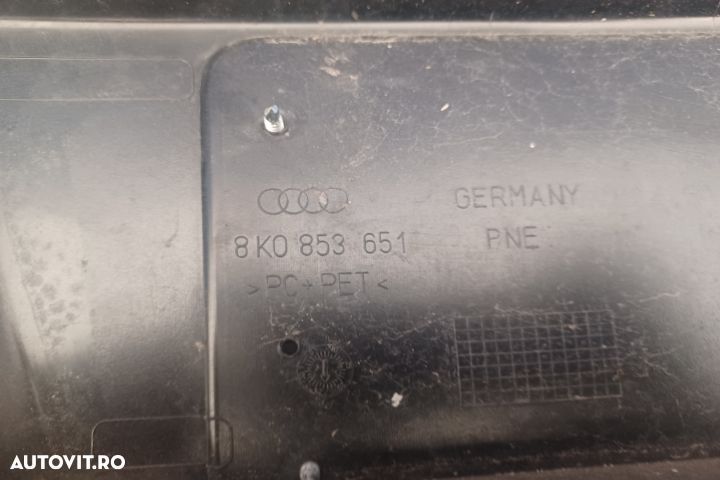 GERMANY
8K0 853 651 PNE
>PC+PET<
AUTOVIT.RO